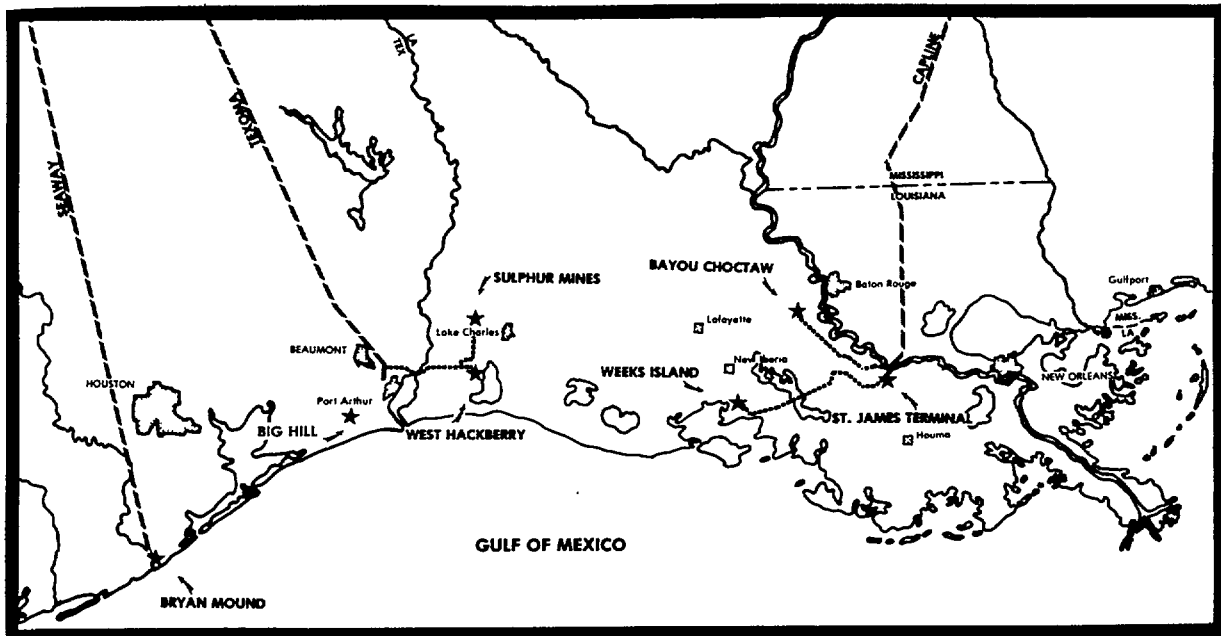 LA
TEX
CAPLINE
TEXOMA
SEAWAY
MISSISSIPPI
LOUISIANA
BAYOU CHOCTAW
SULPHUR MINES
Baton Rouge
Gulfport
MISS.
LA
Lafayette
Lake Charles
BEAUMONT
New Iberia
WEEKS ISLAND
NEW ORLEANS
HOUSTON
Port Arthur
BIG HILL
WEST HACKBERRY
ST. JAMES TERMINAL
Houma
GULF OF MEXICO
BRYAN MOUND